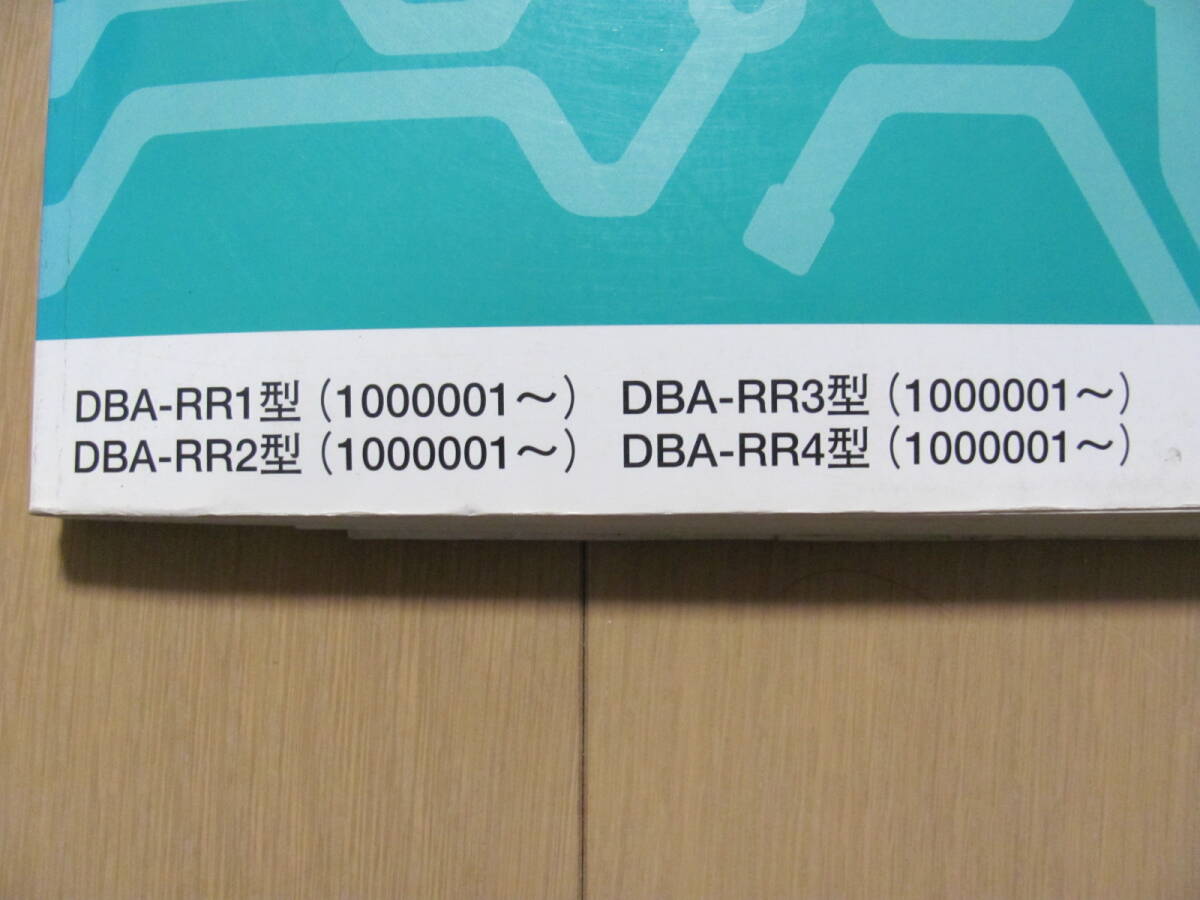 DBA-RR1型（1000001〜） DBA-RR3型（1000001〜）
DBA-RR2型（1000001〜） DBA-RR4型（1000001〜）